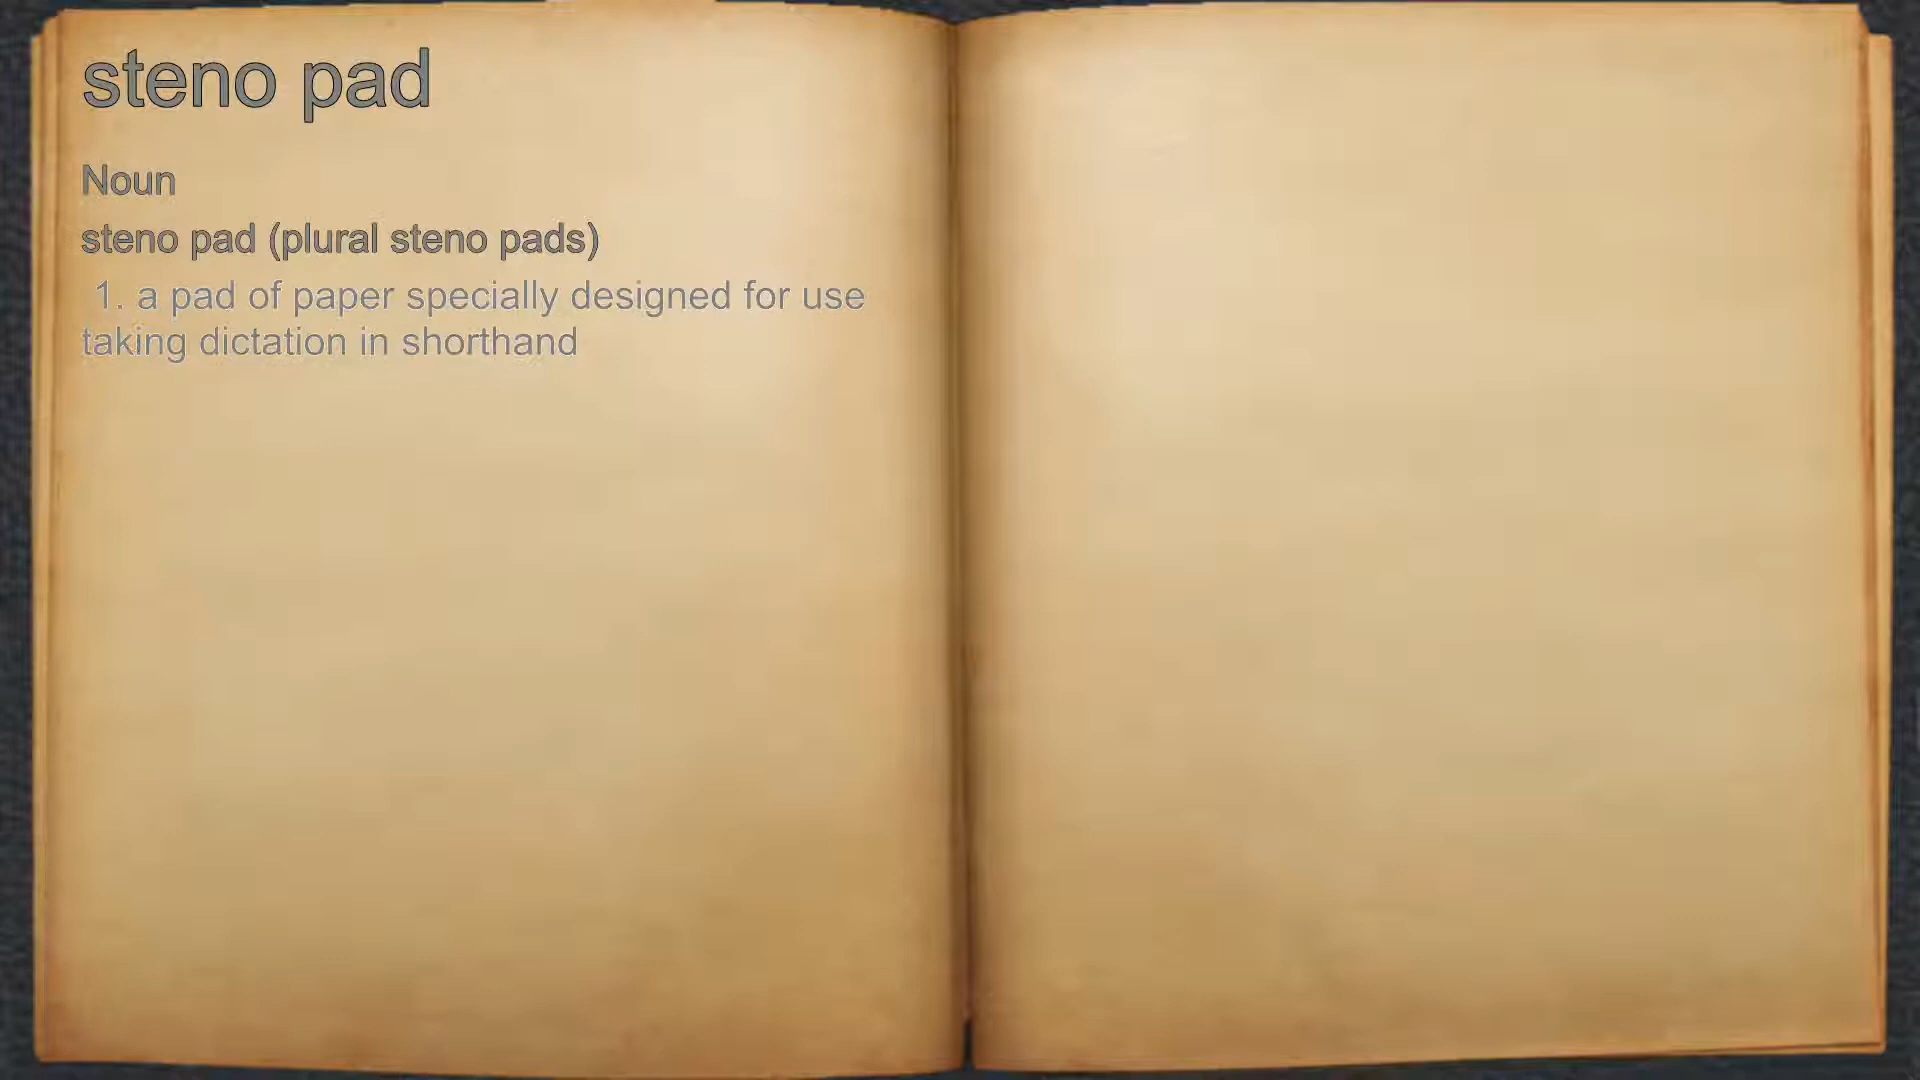 steno pad
Noun
steno pad (plural steno pads)
1. a pad of paper specially designed for use
taking dictation in shorthand